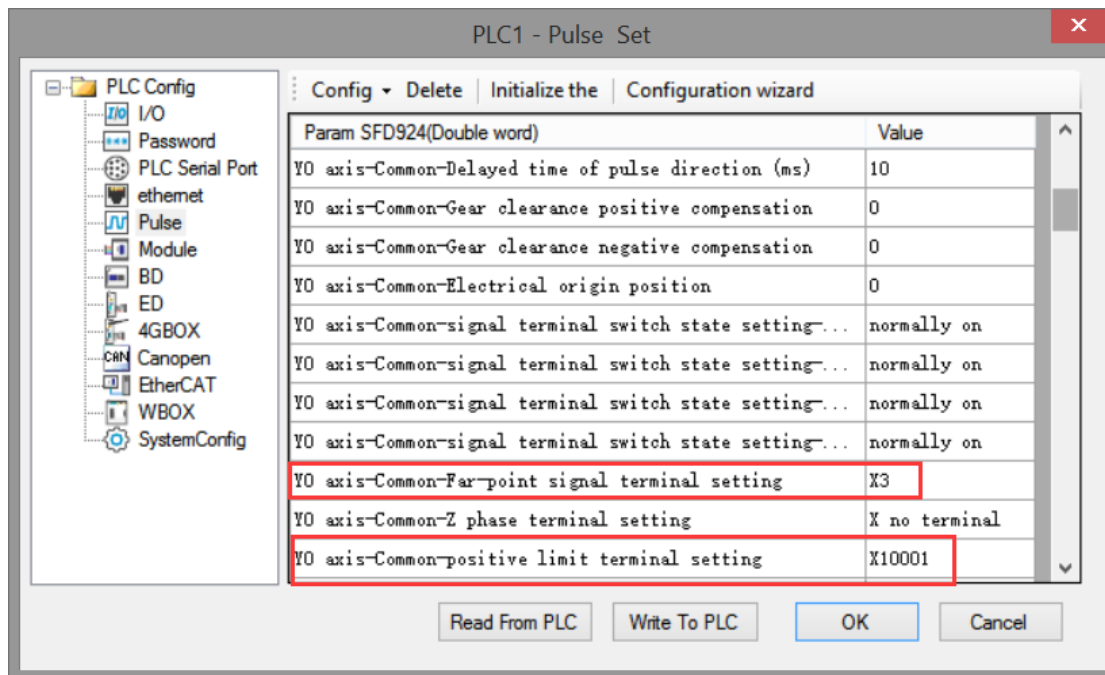 PLC1 - Pulse Set
PLC Config
I/O
Password
PLC Serial Port
ethernet
Pulse
Module
BD
ED
4GBOX
Canopen
EtherCAT
WBOX
SystemConfig
Config Delete Initialize the Configuration wizard
Param SFD924(Double word) Value
Y0 axis-Common-Delayed time of pulse direction (ms) 10
Y0 axis-Common-Gear clearance positive compensation 0
Y0 axis-Common-Gear clearance negative compensation 0
Y0 axis-Common-Electrical origin position 0
Y0 axis-Common-signal terminal switch state setting-... normally on
Y0 axis-Common-signal terminal switch state setting-... normally on
Y0 axis-Common-signal terminal switch state setting-... normally on
Y0 axis-Common-signal terminal switch state setting-... normally on
Y0 axis-Common-Far-point signal terminal setting X3
Y0 axis-Common-Z phase terminal setting X no terminal
Y0 axis-Common-positive limit terminal setting X10001
Read From PLC Write To PLC OK Cancel